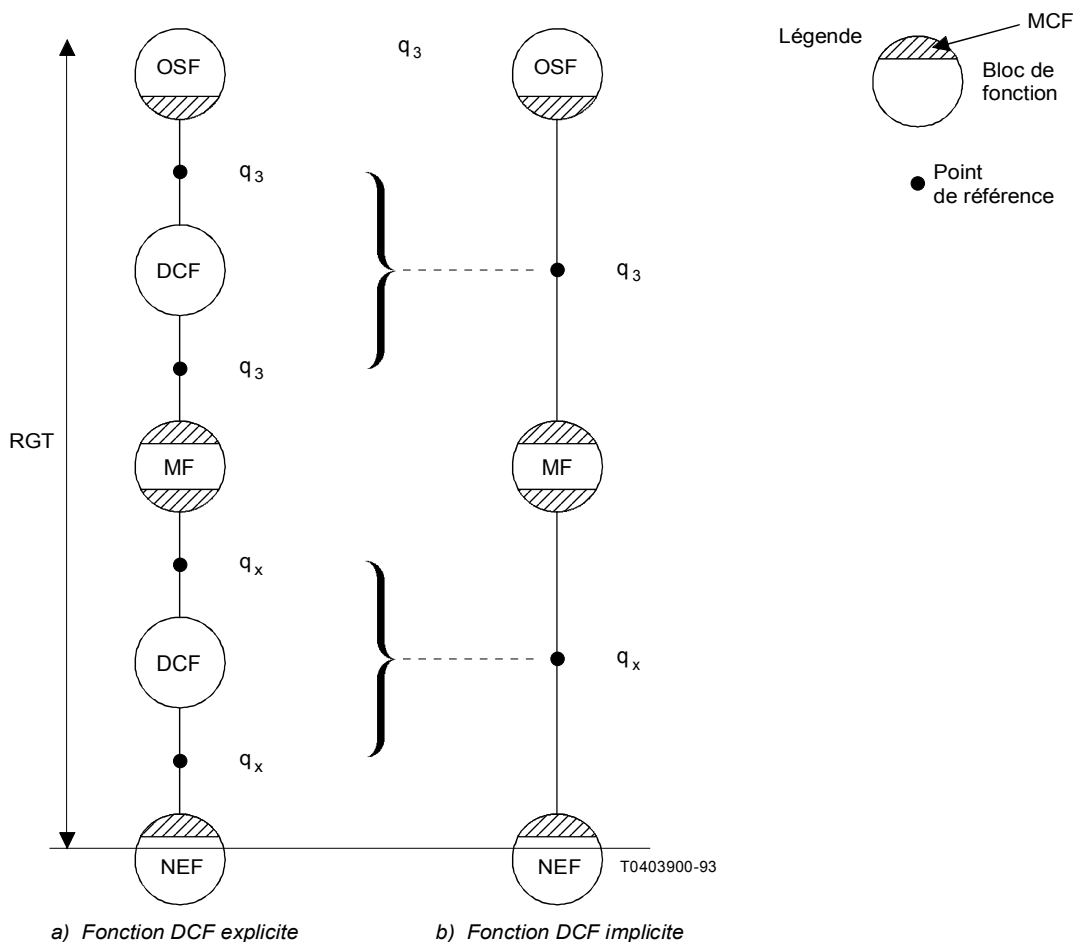 Légende
MCF
Bloc de
fonction
Point
de référence
OSF
q3
OSF
q3
DCF
q3
q3
RGT
MF
MF
qx
DCF
qx
qx
NEF
NEF
T0403900-93
a) Fonction DCF explicite
b) Fonction DCF implicite